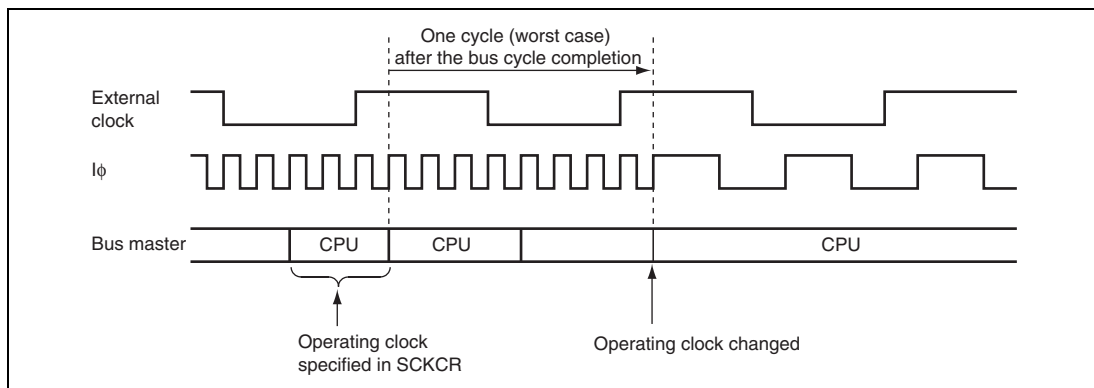 One cycle (worst case)
after the bus cycle completion
External
clock
Iϕ
Bus master
CPU
CPU
CPU
Operating clock
specified in SCKCR
Operating clock changed